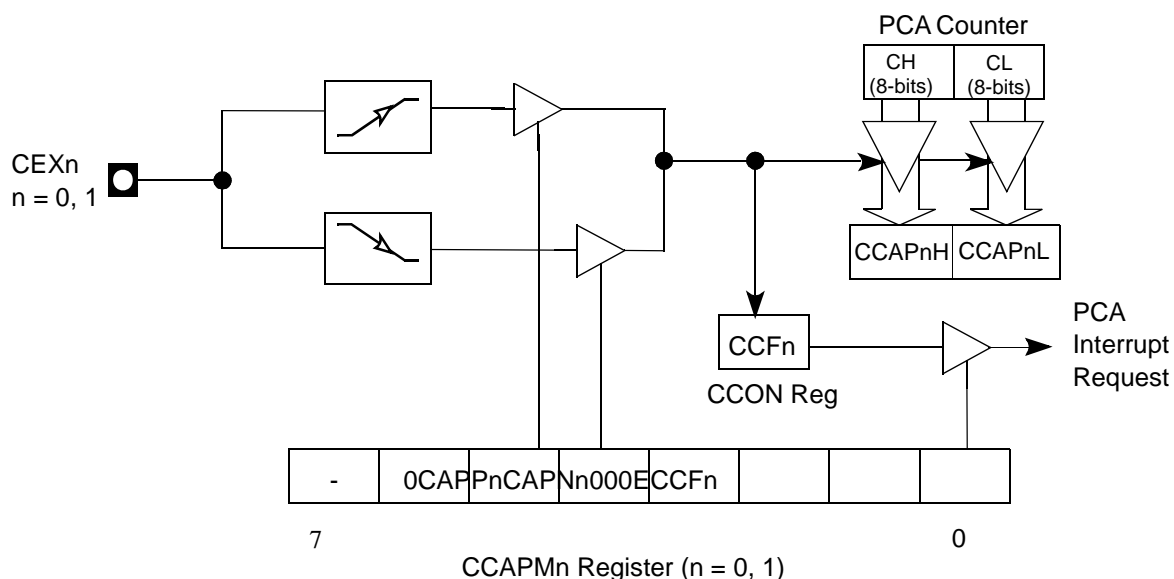 PCA Counter
CH
(8-bits)
CL
(8-bits)
CEXn
n = 0, 1
CCAPnH
CCAPnL
PCA
Interrupt
Request
CCFn
CCON Reg
- 0CAPPnCAPNn000ECCFn
7 0
CCAPMn Register (n = 0, 1)